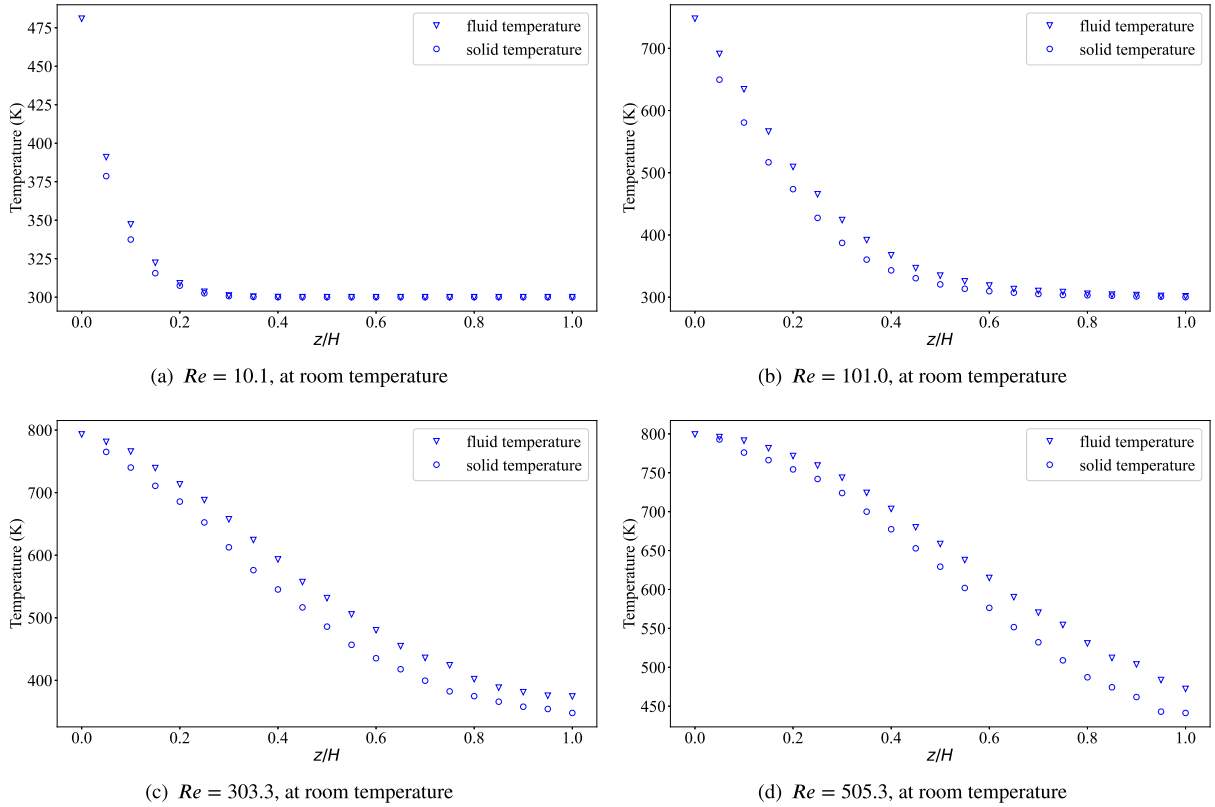 475
450
425
400
375
350
325
300
Temperature (K)
fluid temperature
solid temperature
0.0 0.2 0.4 0.6 0.8 1.0
z/H
(a) Re = 10.1, at room temperature
700
600
500
400
300
Temperature (K)
fluid temperature
solid temperature
0.0 0.2 0.4 0.6 0.8 1.0
z/H
(b) Re = 101.0, at room temperature
800
700
600
500
400
Temperature (K)
fluid temperature
solid temperature
0.0 0.2 0.4 0.6 0.8 1.0
z/H
(c) Re = 303.3, at room temperature
800
750
700
650
600
550
500
450
Temperature (K)
fluid temperature
solid temperature
0.0 0.2 0.4 0.6 0.8 1.0
z/H
(d) Re = 505.3, at room temperature